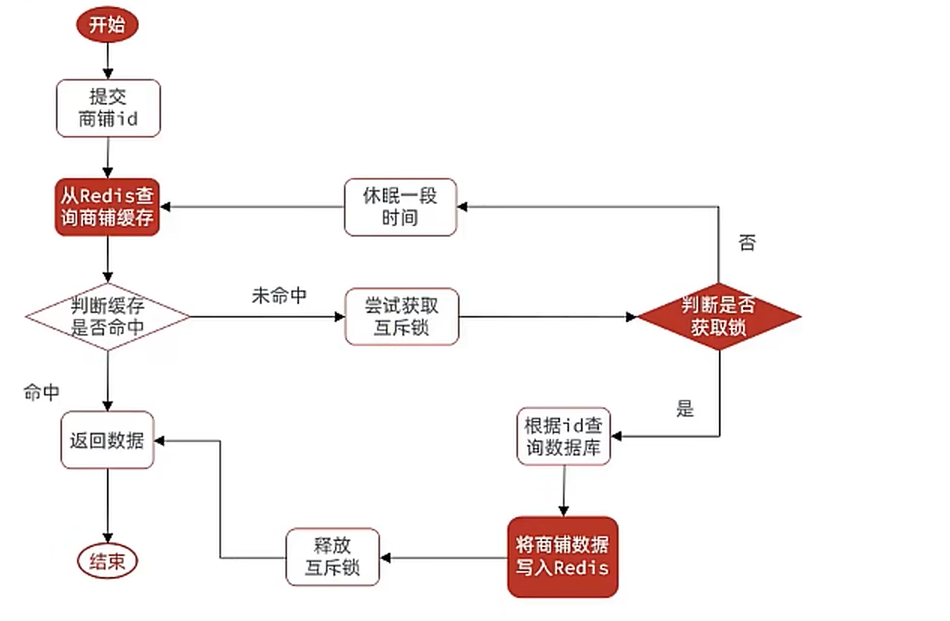 开始
提交
商铺id
从Redis查
询商铺缓存
休眠一段
时间
否
判断缓存
是否命中
未命中
尝试获取
互斥锁
判断是否
获取锁
命中
是
返回数据
根据id查
询数据库
结束
释放
互斥锁
将商铺数据
写入Redis